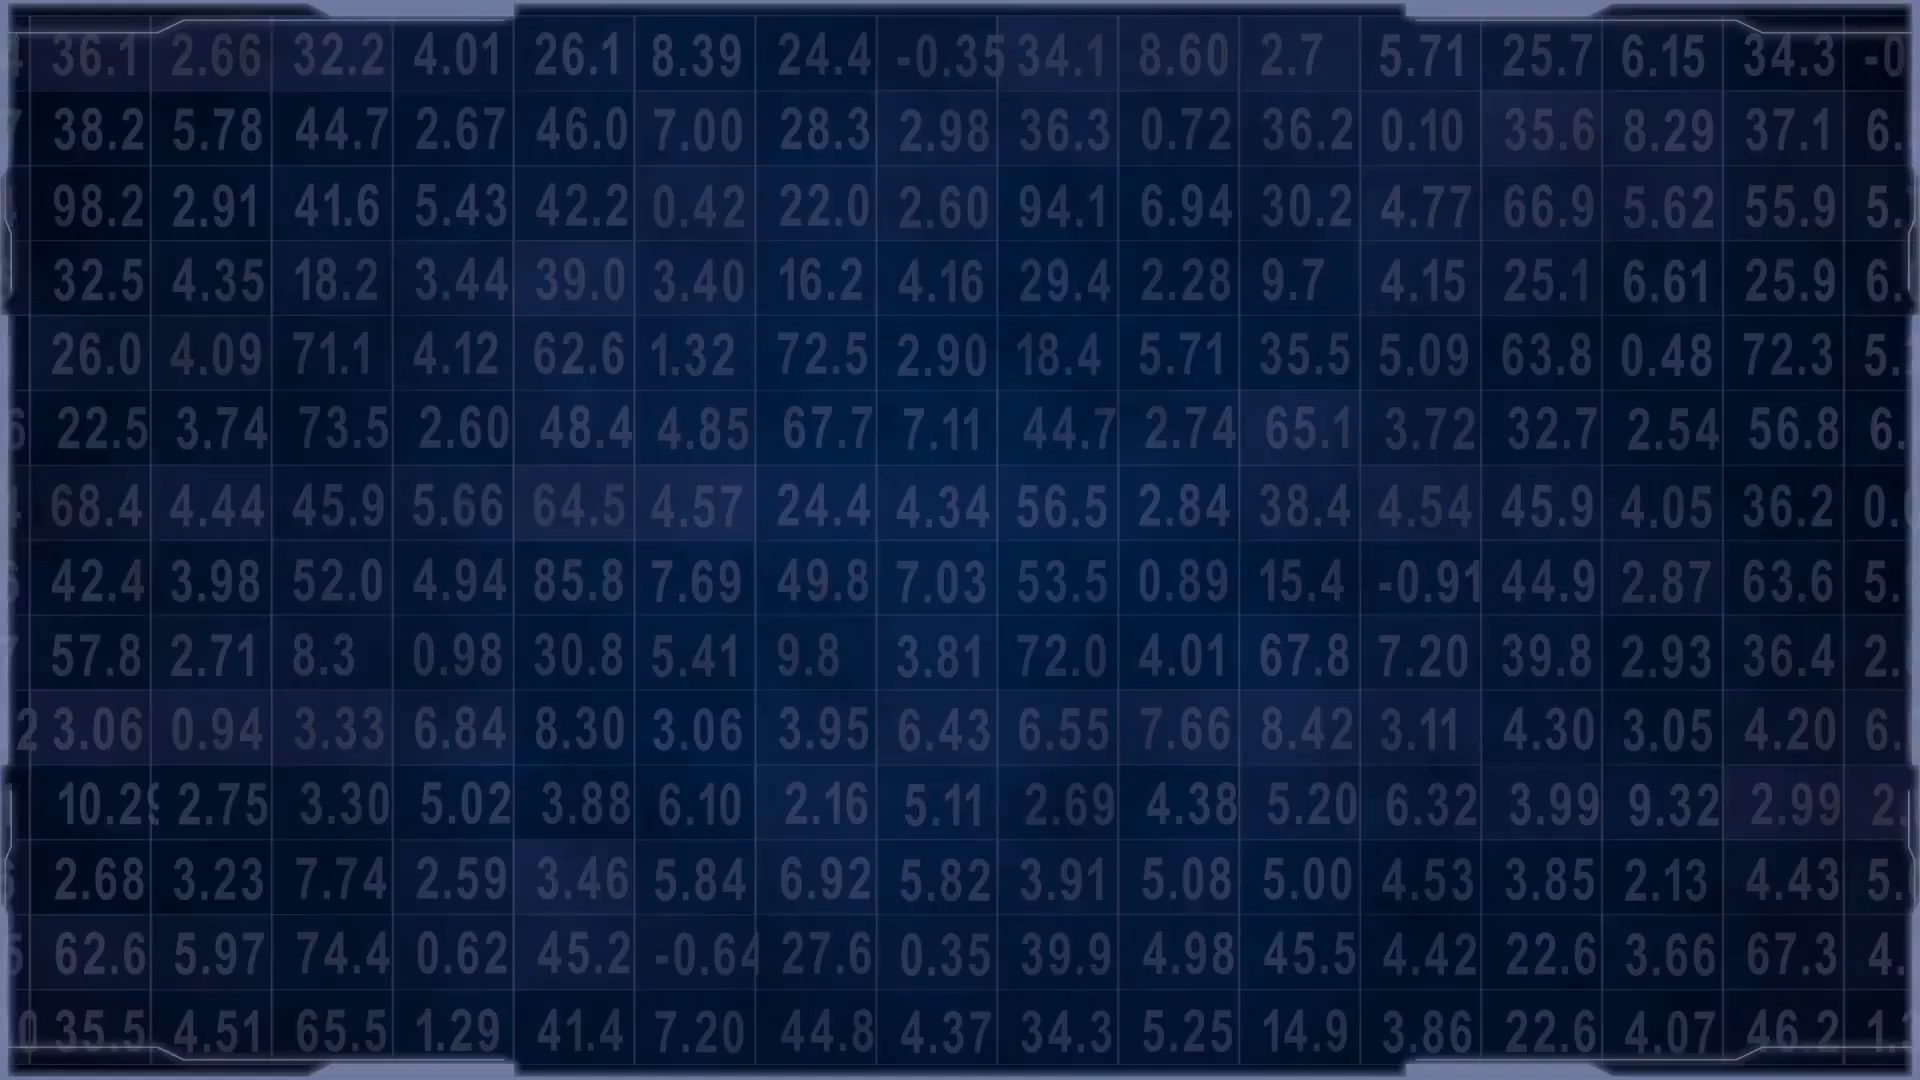 36.1 2.66 32.2 4.01 26.1 8.39 24.4 -0.35 34.1 8.60 2.7 5.71 25.7 6.15 34.3 -0
38.2 5.78 44.7 2.67 46.0 7.00 28.3 2.98 36.3 0.72 36.2 0.10 35.6 8.29 37.1 6.
98.2 2.91 41.6 5.43 42.2 0.42 22.0 2.60 94.1 6.94 30.2 4.77 66.9 5.62 55.9 5.
32.5 4.35 18.2 3.44 39.0 3.40 16.2 4.16 29.4 2.28 9.7 4.15 25.1 6.61 25.9 6.
26.0 4.09 71.1 4.12 62.6 1.32 72.5 2.90 18.4 5.71 35.5 5.09 63.8 0.48 72.3 5.
22.5 3.74 73.5 2.60 48.4 4.85 67.7 7.11 44.7 2.74 65.1 3.72 32.7 2.54 56.8 6.
68.4 4.44 45.9 5.66 64.5 4.57 24.4 4.34 56.5 2.84 38.4 4.54 45.9 4.05 36.2 0.
42.4 3.98 52.0 4.94 85.8 7.69 49.8 7.03 53.5 0.89 15.4 -0.91 44.9 2.87 63.6 5.
57.8 2.71 8.3 0.98 30.8 5.41 9.8 3.81 72.0 4.01 67.8 7.20 39.8 2.93 36.4 2.
2 3.06 0.94 3.33 6.84 8.30 3.06 3.95 6.43 6.55 7.66 8.42 3.11 4.30 3.05 4.20 6.
10.29 2.75 3.30 5.02 3.88 6.10 2.16 5.11 2.69 4.38 5.20 6.32 3.99 9.32 2.99 2.
2.68 3.23 7.74 2.59 3.46 5.84 6.92 5.82 3.91 5.08 5.00 4.53 3.85 2.13 4.43 5.
62.6 5.97 74.4 0.62 45.2 -0.64 27.6 0.35 39.9 4.98 45.5 4.42 22.6 3.66 67.3 4.
35.5 4.51 65.5 1.29 41.4 7.20 44.8 4.37 34.3 5.25 14.9 3.86 22.6 4.07 46.2 1.